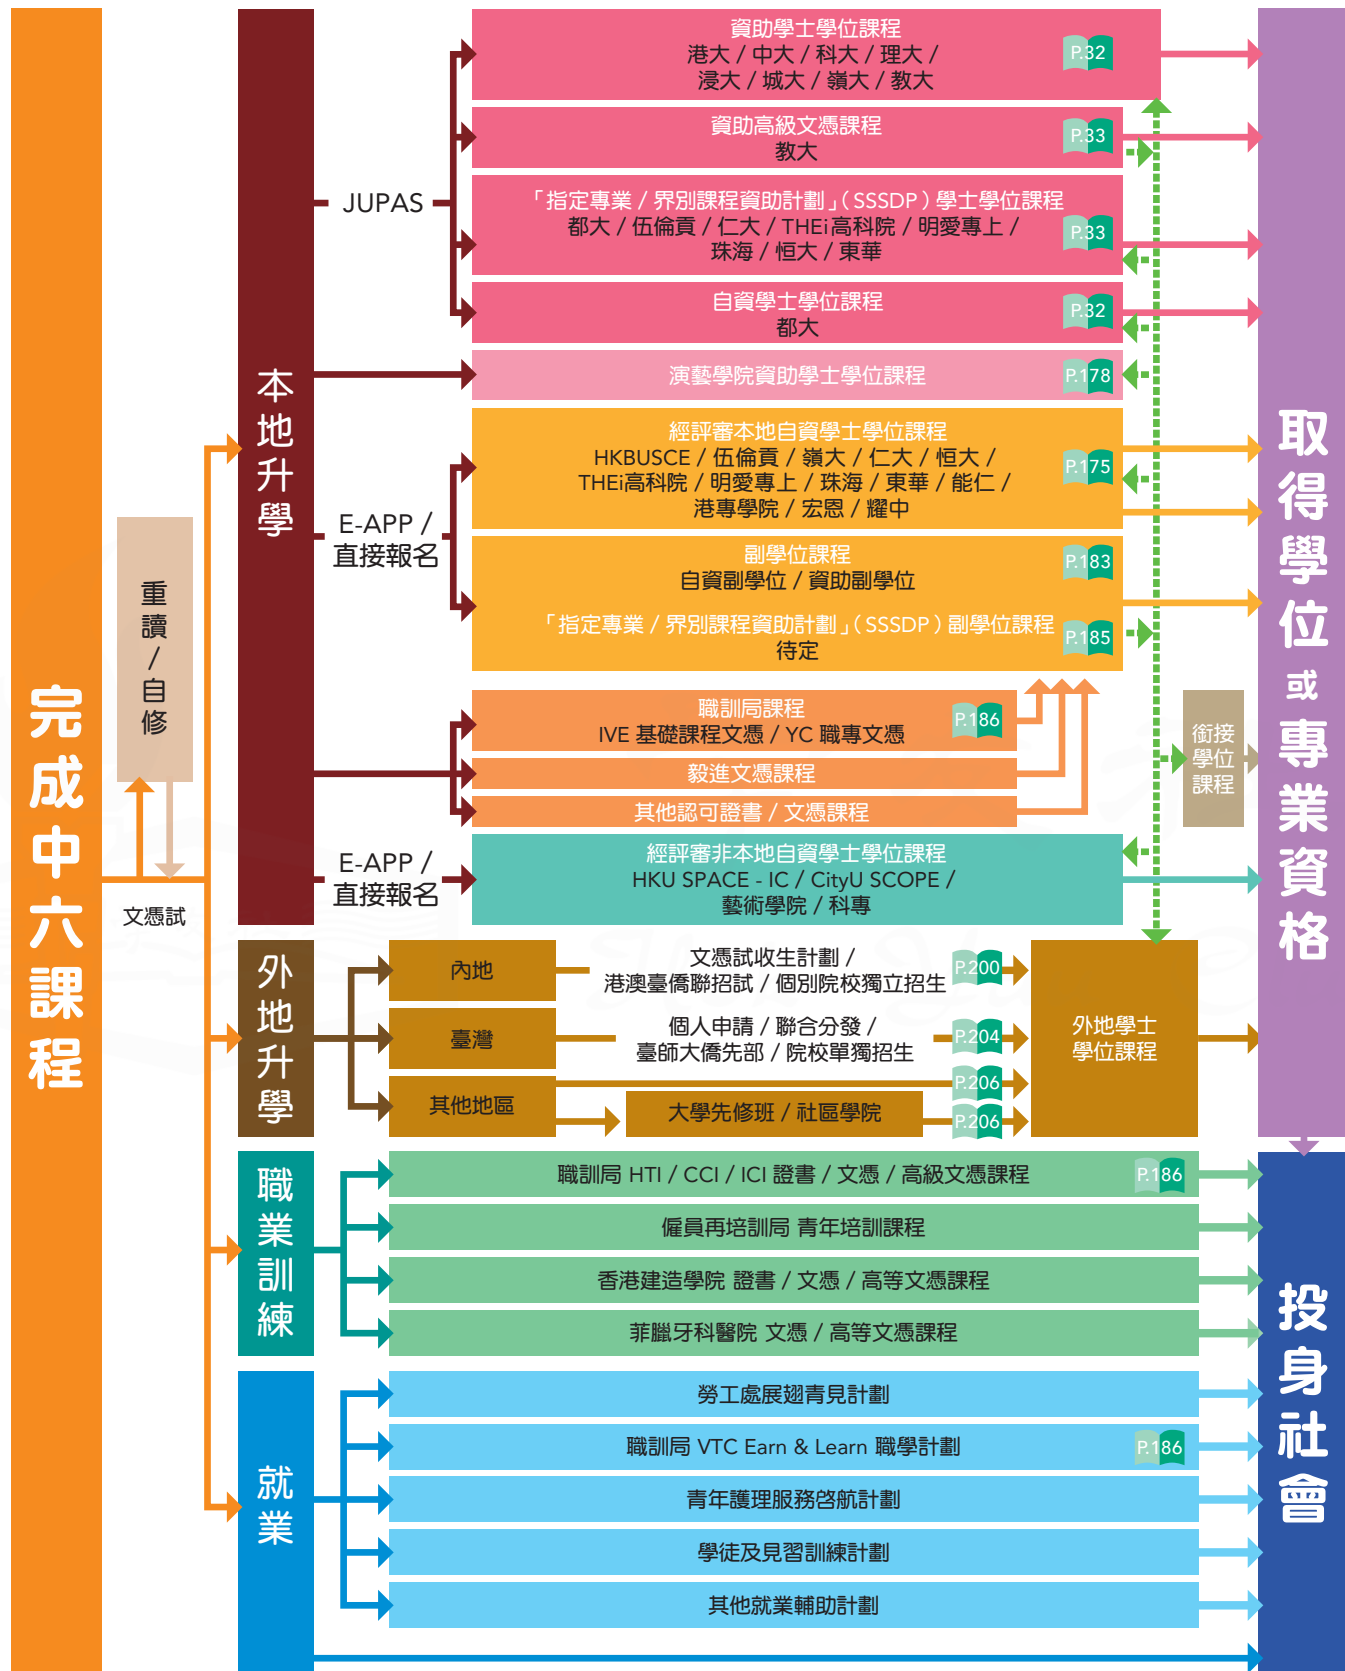 完成中六課程
重讀/自修
文憑試
本地升學
JUPAS
資助學士學位課程
港大 / 中大 / 科大 / 理大 /
浸大 / 城大 / 嶺大 / 教大
P.32
資助高級文憑課程
教大
P.33
「指定專業 / 界別課程資助計劃」( SSSDP ) 學士學位課程
都大 / 伍倫貢 / 仁大 / THEi高科院 / 明愛專上 /
珠海 / 恒大 / 東華
P.33
自資學士學位課程
都大
P.32
演藝學院資助學士學位課程
P.178
E-APP /
直接報名
經評審本地自資學士學位課程
HKBUSCE / 伍倫貢 / 嶺大 / 仁大 / 恒大 /
THEi高科院 / 明愛專上 / 珠海 / 東華 / 能仁 /
港專學院 / 宏恩 / 耀中
P.175
副學位課程
自資副學位 / 資助副學位
P.183
「指定專業 / 界別課程資助計劃」( SSSDP ) 副學位課程
待定
P.185
職訓局課程
IVE 基礎課程文憑 / YC 職專文憑
P.186
毅進文憑課程
其他認可證書 / 文憑課程
E-APP /
直接報名
經評審非本地自資學士學位課程
HKU SPACE - IC / CityU SCOPE /
藝術學院 / 科專
銜接
學位
課程
外地升學
內地
文憑試收生計劃 /
港澳臺僑聯招試 / 個別院校獨立招生
P.200
臺灣
個人申請 / 聯合分發 /
臺師大僑先部 / 院校單獨招生
P.204
其他地區
P.206
大學先修班 / 社區學院
P.206
外地學士
學位課程
取得學位或專業資格
職業訓練
職訓局 HTI / CCI / ICI 證書 / 文憑 / 高級文憑課程
P.186
僱員再培訓局 青年培訓課程
香港建造學院 證書 / 文憑 / 高等文憑課程
菲臘牙科醫院 文憑 / 高等文憑課程
就業
勞工處展翅青見計劃
職訓局 VTC Earn & Learn 職學計劃
P.186
青年護理服務啓航計劃
學徒及見習訓練計劃
其他就業輔助計劃
投身社會